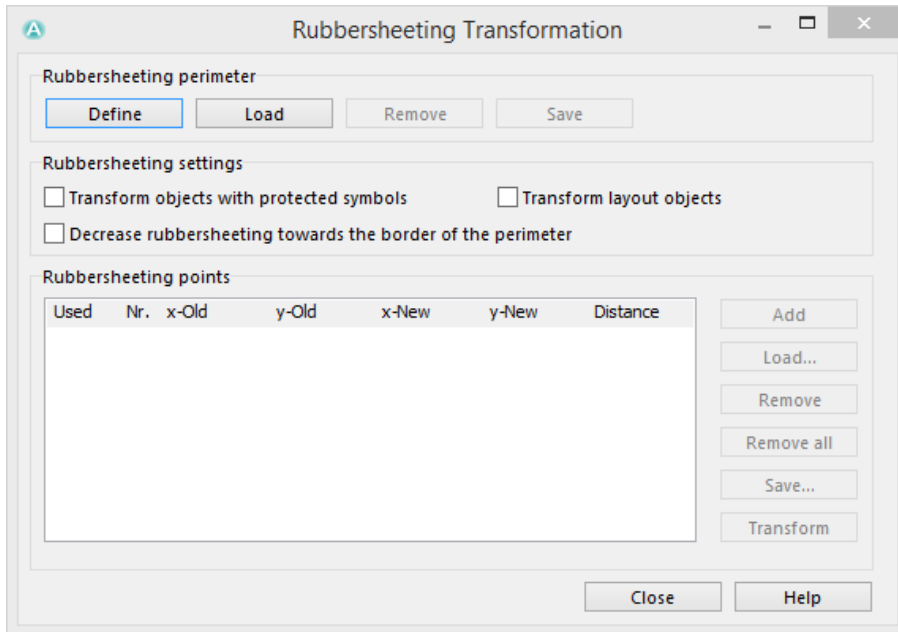 Rubbersheeting Transformation
Rubbersheeting perimeter
Define Load Remove Save
Rubbersheeting settings
Transform objects with protected symbols Transform layout objects
Decrease rubbersheeting towards the border of the perimeter
Rubbersheeting points
Used Nr. x-Old y-Old x-New y-New Distance
Add
Load...
Remove
Remove all
Save...
Transform
Close Help